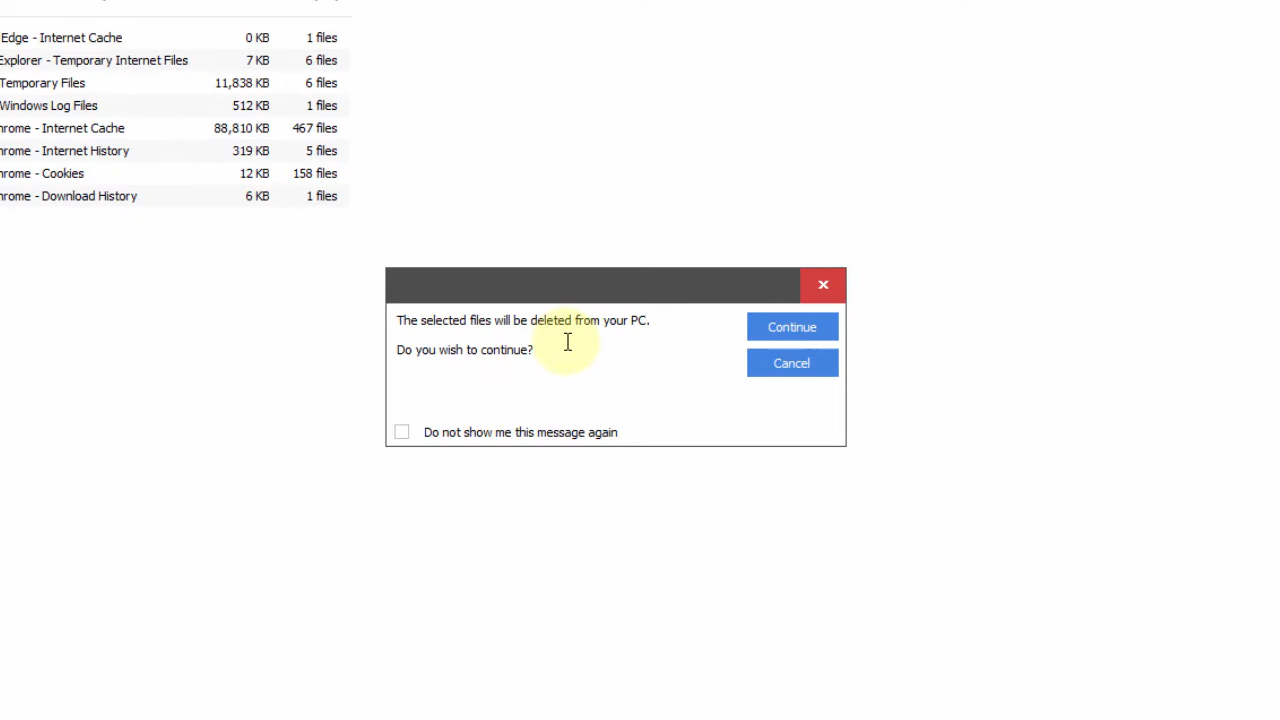 Edge - Internet Cache 0 KB 1 files
Explorer - Temporary Internet Files 7 KB 6 files
Temporary Files 11,838 KB 6 files
Windows Log Files 512 KB 1 files
hrome - Internet Cache 88,810 KB 467 files
hrome - Internet History 319 KB 5 files
hrome - Cookies 12 KB 158 files
hrome - Download History 6 KB 1 files
The selected files will be deleted from your PC.
Continue
Do you wish to continue?
Cancel
Do not show me this message again